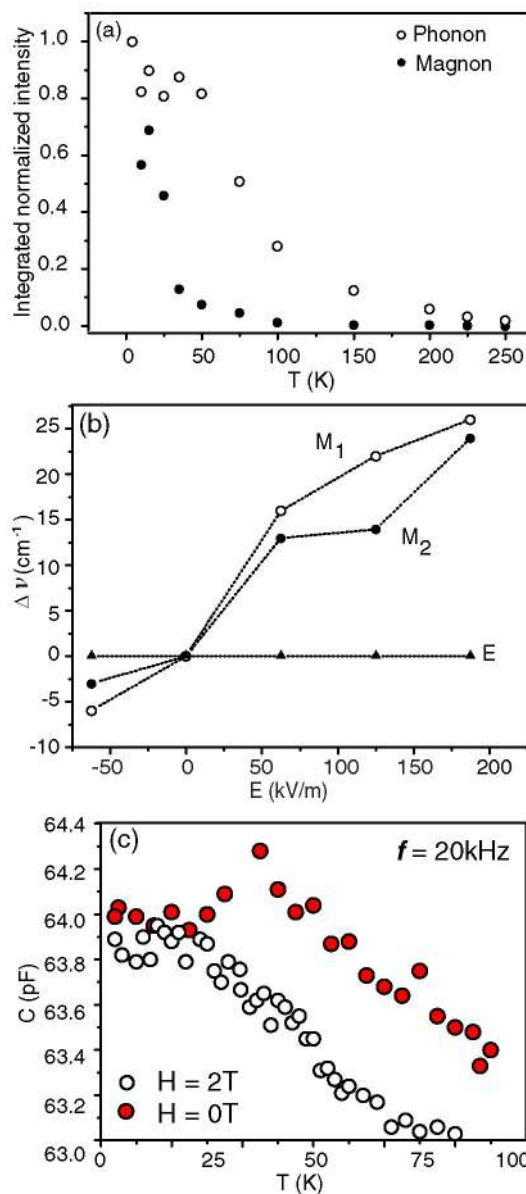 (a)
Phonon
Magnon
Integrated normalized intensity
1.0
0.8
0.6
0.4
0.2
0.0
0 50 100 150 200 250
T (K)
(b)
M1
M2
E
Δ ν (cm-1)
25
20
15
10
5
0
-5
-10
-50 0 50 100 150 200
E (kV/m)
(c)
f = 20kHz
C (pF)
64.4
64.2
64.0
63.8
63.6
63.4
63.2
63.0
H = 2T
H = 0T
0 25 50 75 100
T (K)